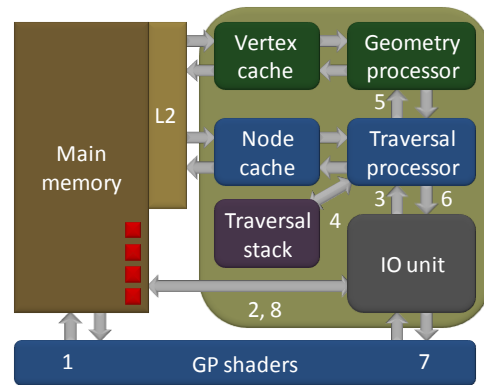 Vertex
cache
Geometry
processor
L2
5
Main
memory
Node
cache
Traversal
processor
3
6
Traversal
stack
4
IO unit
2, 8
1
GP shaders
7